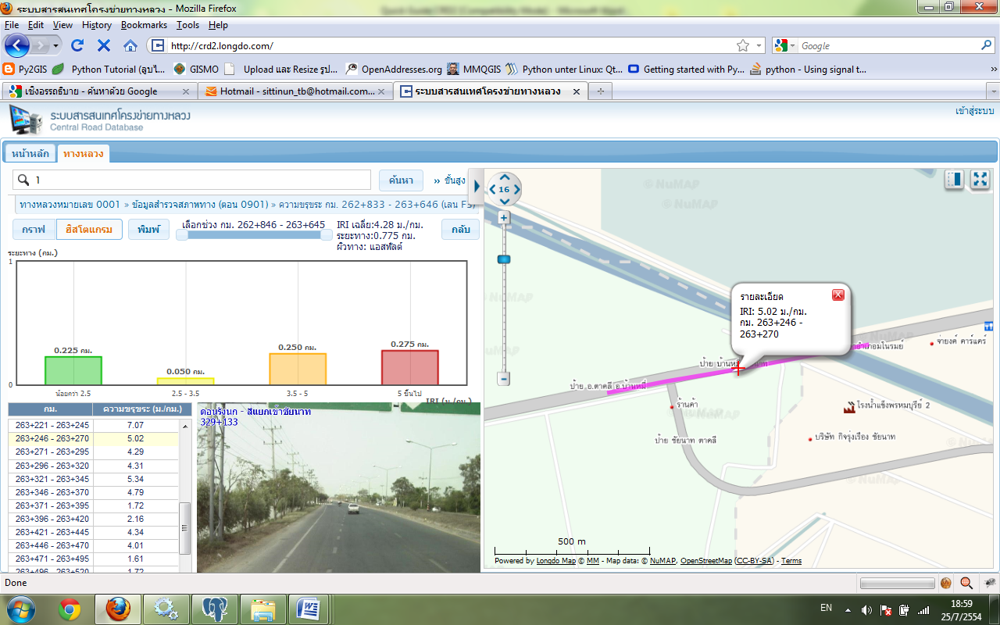 ระบบสารสนเทศโครงข่ายทางหลวง - Mozilla Firefox
File Edit View History Bookmarks Tools Help
http://crd2.longdo.com/
Google
Py2GIS
Python Tutorial (ฉบับ...
GISMO
Upload และ Resize รูป...
OpenAddresses.org
MMQGIS
Python unter Linux: Qt...
Getting started with Py...
python - Using signal t...
เชิงอรรถธิบาย - ค้นหาด้วย Google
Hotmail - sittinun_tb@hotmail.com...
ระบบสารสนเทศโครงข่ายทางหลวง
ระบบสารสนเทศโครงข่ายทางหลวง
Central Road Database
เข้าสู่ระบบ
หน้าหลัก
ทางหลวง
1
ค้นหา
» ขั้นสูง
ทางหลวงหมายเลข 0001 » ข้อมูลสำรวจสภาพทาง (ตอน 0901) » ความขรุขระ กม. 262+833 - 263+646 (เลน F3)
กราฟ
ฮิสโตแกรม
พิมพ์
เลือกช่วง กม. 262+846 - 263+645
IRI เฉลี่ย:4.28 ม./กม.
ระยะทาง:0.775 กม.
ผิวทาง: แอสฟัลต์
กลับ
ระยะทาง (กม.)
1
0.225 กม.
0.050 กม.
0.250 กม.
0.275 กม.
0
น้อยกว่า 2.5
2.5 - 3.5
3.5 - 5
5 ขึ้นไป
IRI (ม./กม.)
กม. ความขรุขระ (ม/กม.)
263+221 - 263+245 7.07
263+246 - 263+270 5.02
263+271 - 263+295 4.29
263+296 - 263+320 4.31
263+321 - 263+345 5.34
263+346 - 263+370 4.79
263+371 - 263+395 1.72
263+396 - 263+420 2.16
263+421 - 263+445 4.34
263+446 - 263+470 4.01
263+471 - 263+495 1.61
263+496 - 263+520 1.72
ตอนรังนก - สี่แยกเข้าชัยนาท
329+133
16
© NuMAP
© NuMAP
รายละเอียด
IRI: 5.02 ม./กม.
กม. 263+246 -
263+270
อำเภอมโนรมย์
จ่ายงค์ คาร์แคร์
ป้าย บ้านหมี่
ป้าย อ.ตาคลี อ.บ้านหมี่
ร้านค้า
โรงน้ำแข็งพรหมบุรีย์ 2
ป้าย ชัยนาท ตาคลี
บริษัท กิจรุ่งเรือง ชัยนาท
500 m
Powered by Longdo Map © MM - Map data: © NuMAP, OpenStreetMap (CC-BY-SA) - Terms
Done
EN
18:59
25/7/2554